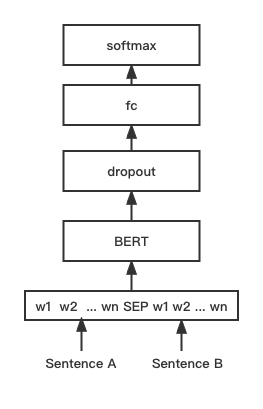 softmax
fc
dropout
BERT
w1 w2 ... wn SEP w1 w2 ... wn
Sentence A Sentence B